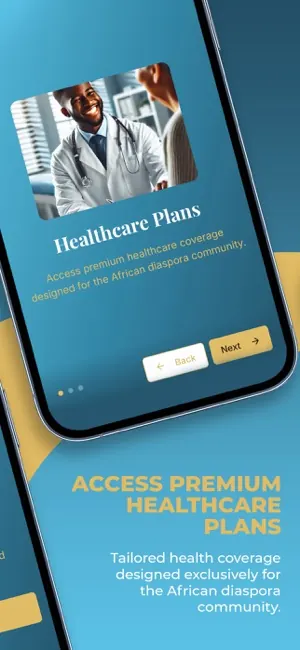 Healthcare Plans
Access premium healthcare coverage
designed for the African diaspora community.
← Back
Next →
ACCESS PREMIUM
HEALTHCARE
PLANS
Tailored health coverage
designed exclusively for
the African diaspora
community.
d